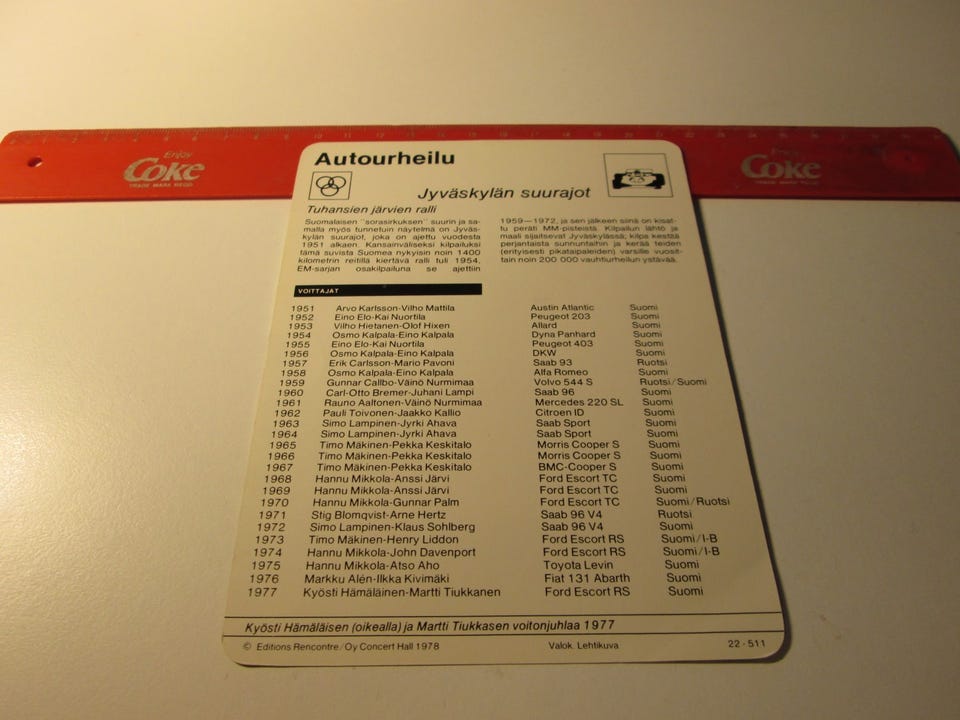 Enjoy
Coke
TRADE MARK REGD
Enjoy
Coke
TRADE MARK REGD
Autourheilu
Jyväskylän suurajot
Tuhansien järvien ralli
Suomalaisen "sorasirkuksen" suurin ja sa-
malla myös tunnetuin näytelmä on Jyväs-
kylän suurajot, joka on ajettu vuodesta
1951 alkaen. Kansainväliseksi kilpailuksi
tämä suvista Suomea nykyisin noin 1400
kilometrin reitillä kiertävä ralli tuli 1954,
EM-sarjan osakilpailuna se ajettiin
1959—1972, ja sen jälkeen siinä on kisat-
tu peräti MM-pisteistä. Kilpailun lähtö ja
maali sijaitsevat Jyväskylässä; kilpa kestää
perjantaista sunnuntaihin ja kerää teiden
(erityisesti pikataipaleiden) varsille vuosit-
tain noin 200 000 vauhtiurheilun ystävää.
VOITTAJAT
1951 Arvo Karlsson-Vilho Mattila Austin Atlantic Suomi
1952 Eino Elo-Kai Nuortila Peugeot 203 Suomi
1953 Vilho Hietanen-Olof Hixen Allard Suomi
1954 Osmo Kalpala-Eino Kalpala Dyna Panhard Suomi
1955 Eino Elo-Kai Nuortila Peugeot 403 Suomi
1956 Osmo Kalpala-Eino Kalpala DKW Suomi
1957 Erik Carlsson-Mario Pavoni Saab 93 Ruotsi
1958 Osmo Kalpala-Eino Kalpala Alfa Romeo Suomi
1959 Gunnar Callbo-Väinö Nurmimaa Volvo 544 S Ruotsi/Suomi
1960 Carl-Otto Bremer-Juhani Lampi Saab 96 Suomi
1961 Rauno Aaltonen-Väinö Nurmimaa Mercedes 220 SL Suomi
1962 Pauli Toivonen-Jaakko Kallio Citroen ID Suomi
1963 Simo Lampinen-Jyrki Ahava Saab Sport Suomi
1964 Simo Lampinen-Jyrki Ahava Saab Sport Suomi
1965 Timo Mäkinen-Pekka Keskitalo Morris Cooper S Suomi
1966 Timo Mäkinen-Pekka Keskitalo Morris Cooper S Suomi
1967 Timo Mäkinen-Pekka Keskitalo BMC-Cooper S Suomi
1968 Hannu Mikkola-Anssi Järvi Ford Escort TC Suomi
1969 Hannu Mikkola-Anssi Järvi Ford Escort TC Suomi
1970 Hannu Mikkola-Gunnar Palm Ford Escort TC Suomi/Ruotsi
1971 Stig Blomqvist-Arne Hertz Saab 96 V4 Ruotsi
1972 Simo Lampinen-Klaus Sohlberg Saab 96 V4 Suomi
1973 Timo Mäkinen-Henry Liddon Ford Escort RS Suomi/I-B
1974 Hannu Mikkola-John Davenport Ford Escort RS Suomi/I-B
1975 Hannu Mikkola-Atso Aho Toyota Levin Suomi
1976 Markku Alén-Ilkka Kivimäki Fiat 131 Abarth Suomi
1977 Kyösti Hämäläinen-Martti Tiukkanen Ford Escort RS Suomi
Kyösti Hämäläisen (oikealla) ja Martti Tiukkasen voitonjuhlaa 1977
© Editions Rencontre/Oy Concert Hall 1978 Valok. Lehtikuva 22-511